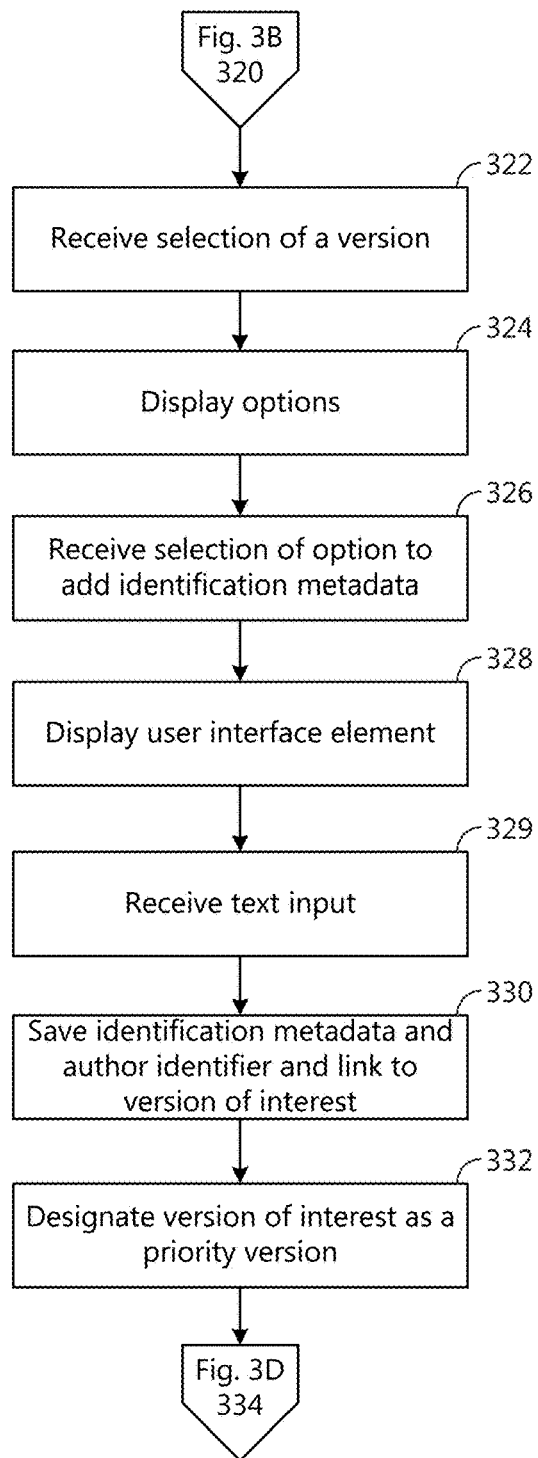 Fig. 3B
320
322
Receive selection of a version
324
Display options
326
Receive selection of option to
add identification metadata
328
Display user interface element
329
Receive text input
330
Save identification metadata and
author identifier and link to
version of interest
332
Designate version of interest as a
priority version
Fig. 3D
334